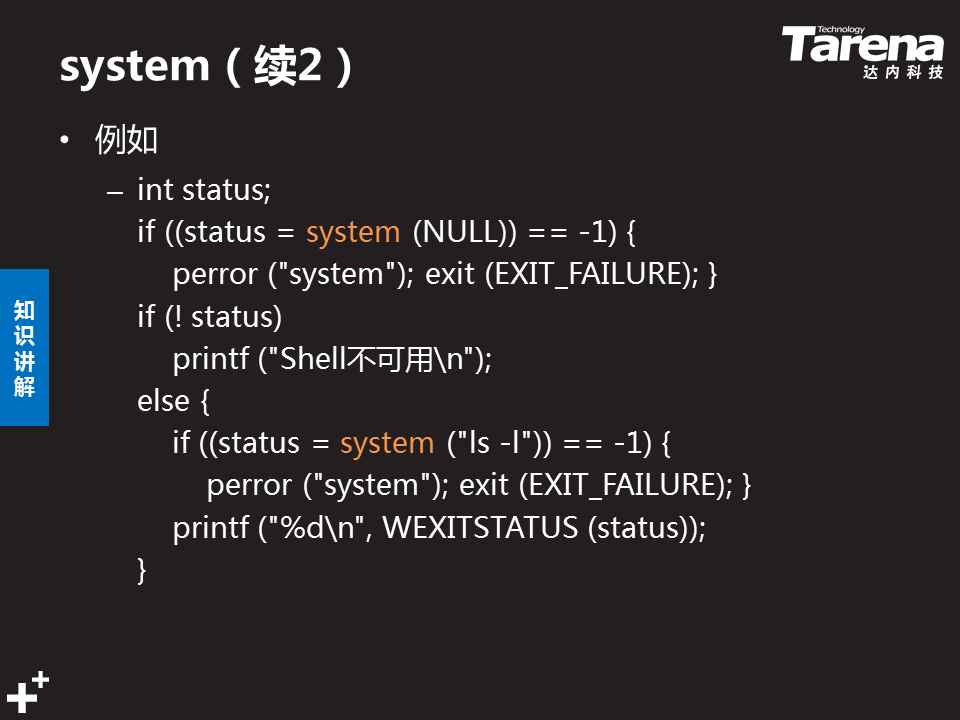 system（续2）
Technology
Tarena
达内科技
• 例如
– int status;
if ((status = system (NULL)) == -1) {
perror ("system"); exit (EXIT_FAILURE); }
if (! status)
printf ("Shell不可用\n");
else {
if ((status = system ("ls -l")) == -1) {
perror ("system"); exit (EXIT_FAILURE); }
printf ("%d\n", WEXITSTATUS (status));
}
知识讲解